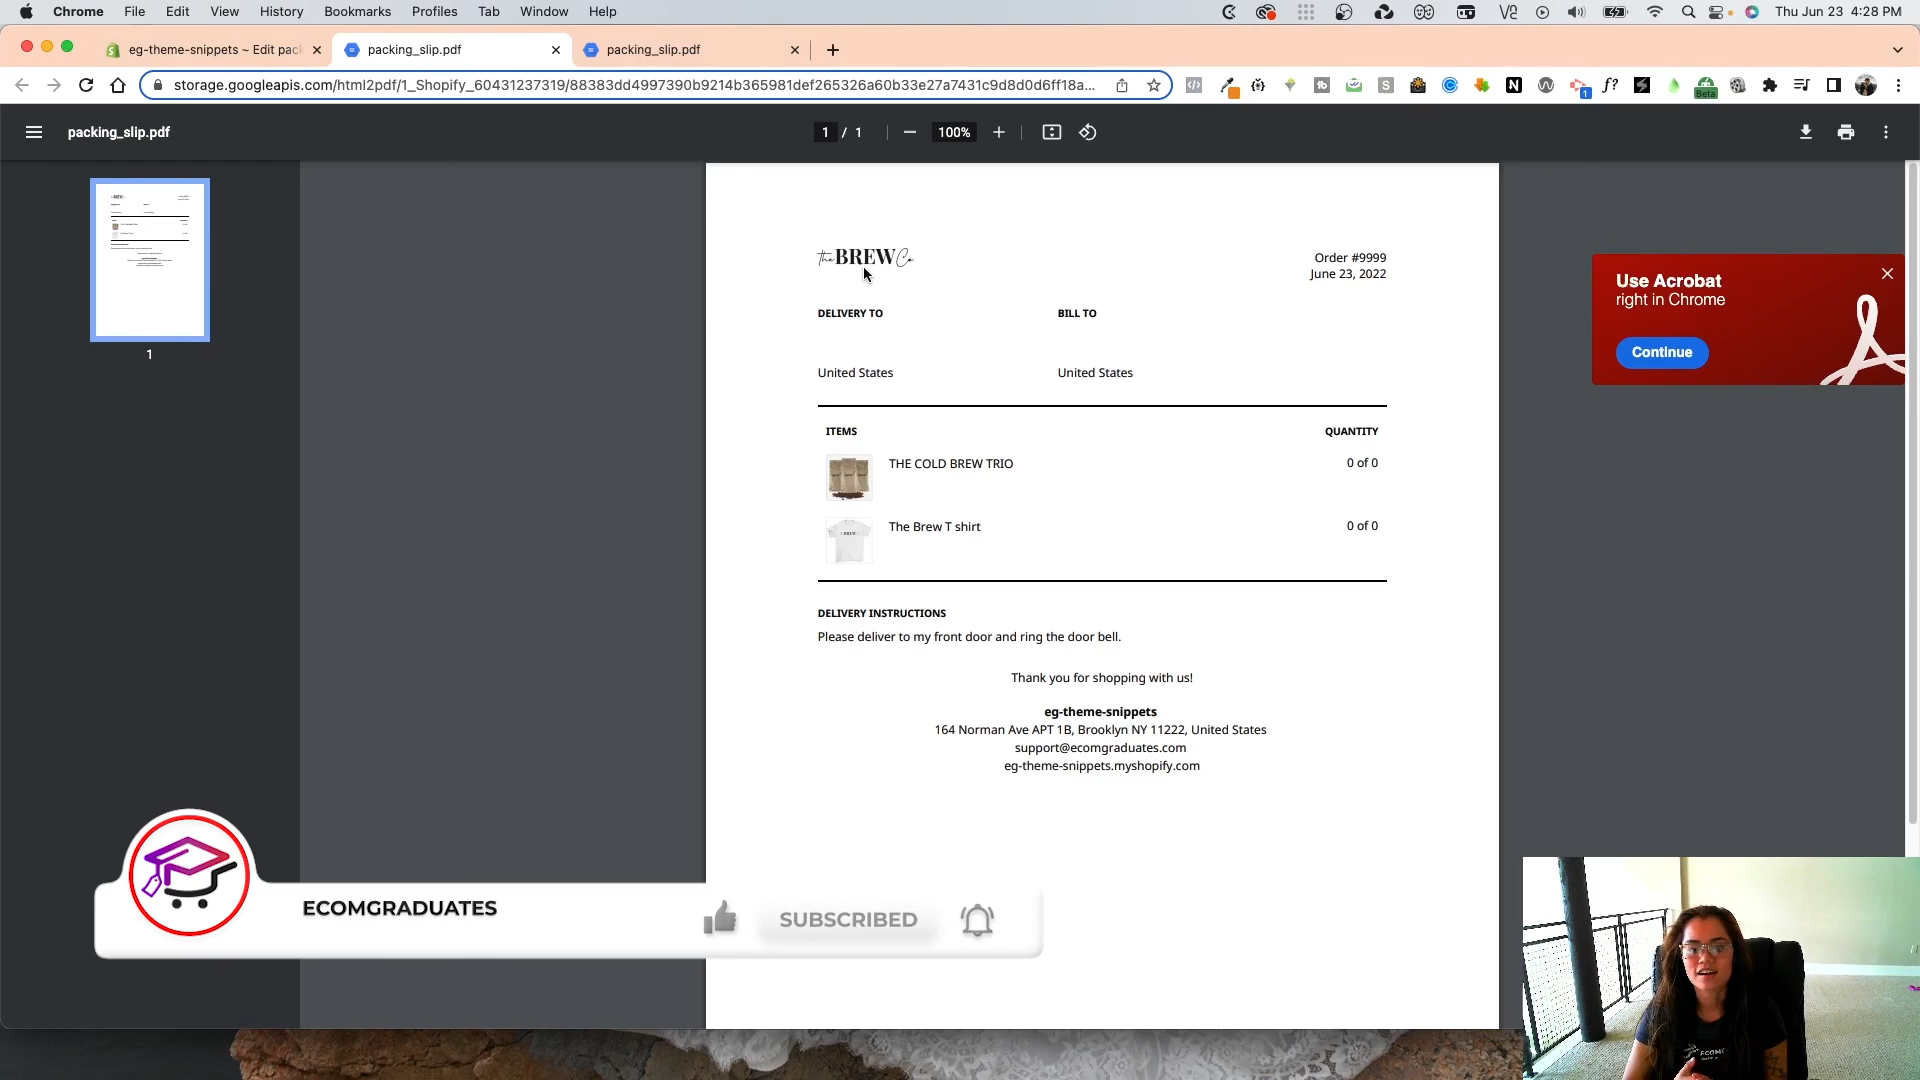 Chrome File Edit View History Bookmarks Profiles Tab Window Help
Thu Jun 23 4:28 PM
eg-theme-snippets ~ Edit pac
packing_slip.pdf
packing_slip.pdf
storage.googleapis.com/html2pdf/1_Shopify_60431237319/88383dd4997390b9214b365981def265326a60b33e27a7431c9d8d0d6ff18a...
Beta
1
packing_slip.pdf
1 / 1
100%
1
the BREW Co
Order #9999
June 23, 2022
DELIVERY TO
BILL TO
United States
United States
ITEMS
QUANTITY
THE COLD BREW TRIO
0 of 0
The Brew T shirt
0 of 0
DELIVERY INSTRUCTIONS
Please deliver to my front door and ring the door bell.
Thank you for shopping with us!
eg-theme-snippets
164 Norman Ave APT 1B, Brooklyn NY 11222, United States
support@ecomgraduates.com
eg-theme-snippets.myshopify.com
Use Acrobat
right in Chrome
Continue
ECOMGRADUATES
SUBSCRIBED